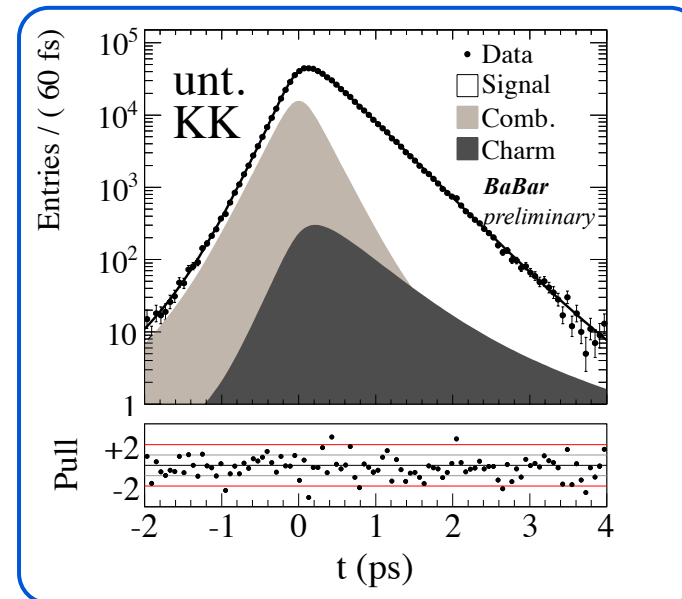 Entries / ( 60 fs)
10^5
10^4
10^3
10^2
10
1
unt.
KK
Data
Signal
Comb.
Charm
BaBar
preliminary
Pull
+2
-2
-2 -1 0 1 2 3 4
t (ps)